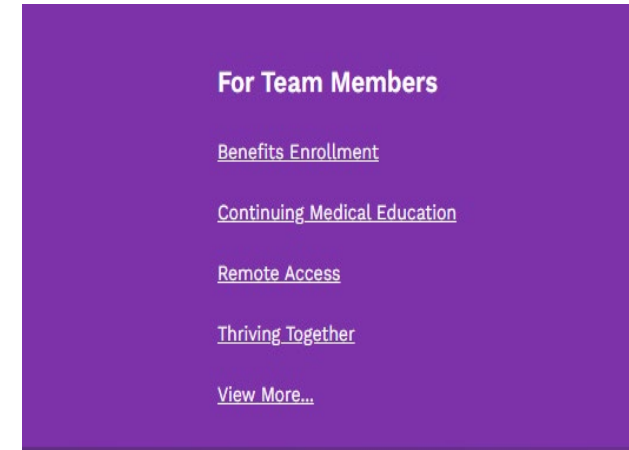 For Team Members
Benefits Enrollment
Continuing Medical Education
Remote Access
Thriving Together
View More...